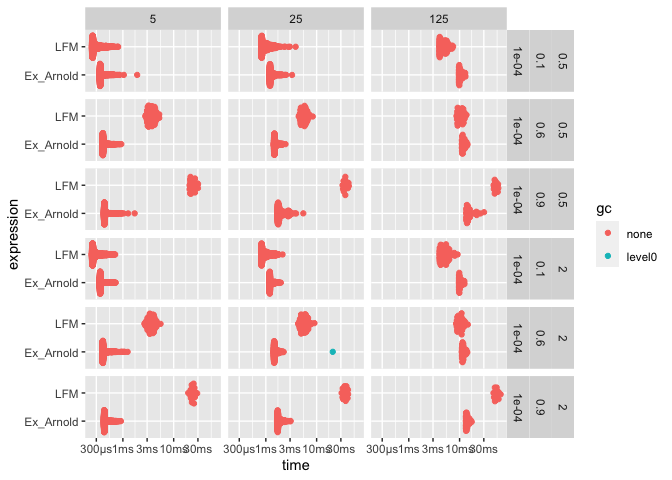 5 25 125
LFM
Ex_Arnold
1e-04 0.1 0.5
LFM
Ex_Arnold
1e-04 0.6 0.5
LFM
Ex_Arnold
1e-04 0.9 0.5
LFM
Ex_Arnold
1e-04 0.1 2
LFM
Ex_Arnold
1e-04 0.6 2
LFM
Ex_Arnold
1e-04 0.9 2
expression
300µs1ms 3ms 10ms 30ms 300µs1ms 3ms 10ms 30ms 300µs1ms 3ms 10ms 30ms
time
gc
none
level0